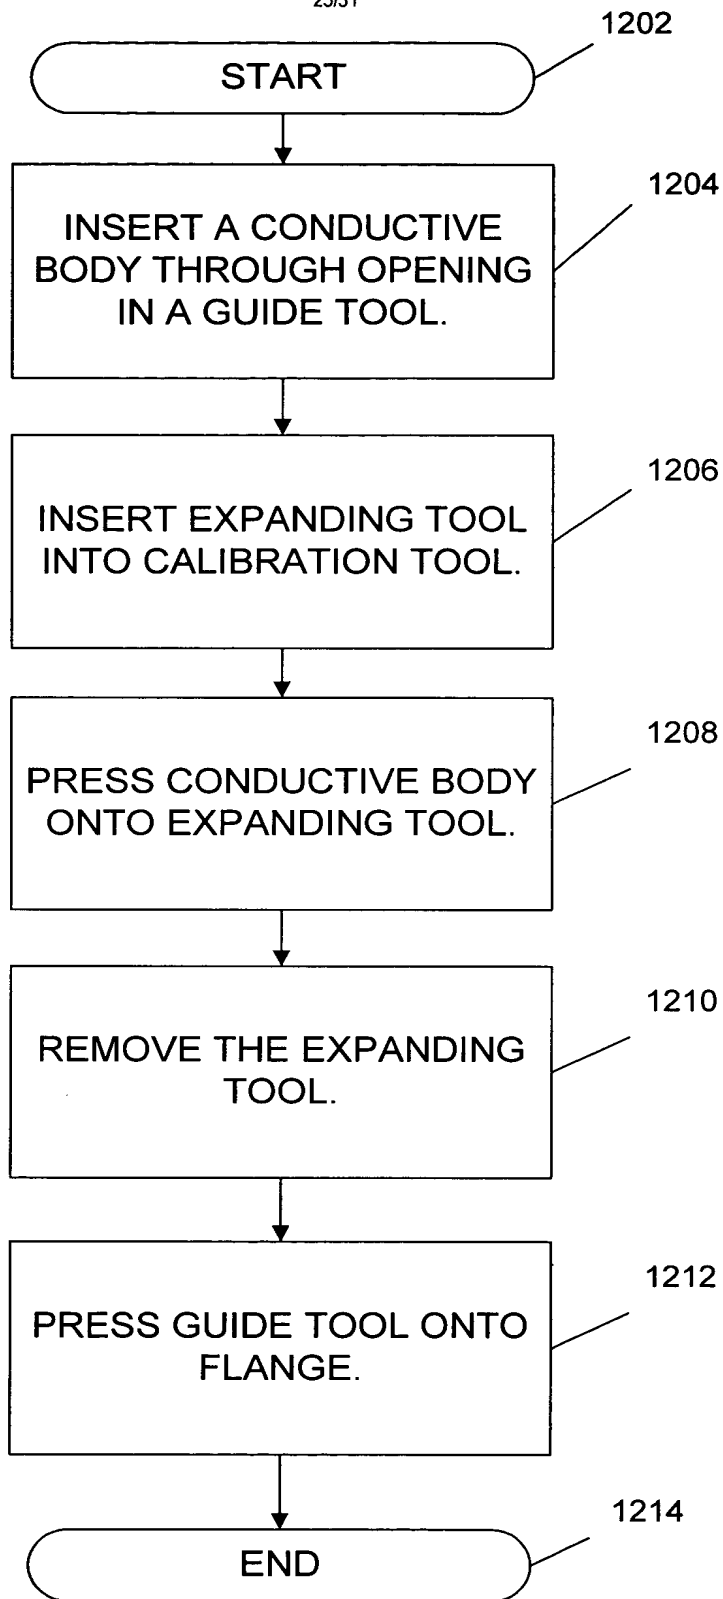 25/31
1202
START
1204
INSERT A CONDUCTIVE
BODY THROUGH OPENING
IN A GUIDE TOOL.
1206
INSERT EXPANDING TOOL
INTO CALIBRATION TOOL.
1208
PRESS CONDUCTIVE BODY
ONTO EXPANDING TOOL.
1210
REMOVE THE EXPANDING
TOOL.
1212
PRESS GUIDE TOOL ONTO
FLANGE.
1214
END